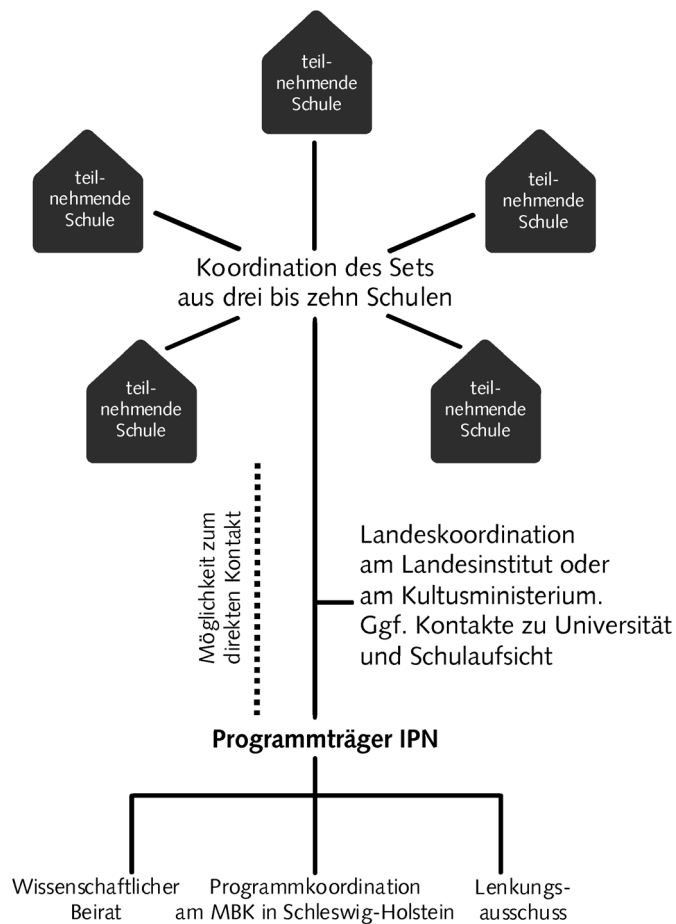 teil-
nehmende
Schule
teil-
nehmende
Schule
teil-
nehmende
Schule
Koordination des Sets
aus drei bis zehn Schulen
teil-
nehmende
Schule
teil-
nehmende
Schule
Möglichkeit zum
direkten Kontakt
Landeskoordination
am Landesinstitut oder
am Kultusministerium.
Ggf. Kontakte zu Universität
und Schulaufsicht
Programmträger IPN
Wissenschaftlicher
Beirat
Programmkoordination
am MBK in Schleswig-Holstein
Lenkungs-
ausschuss